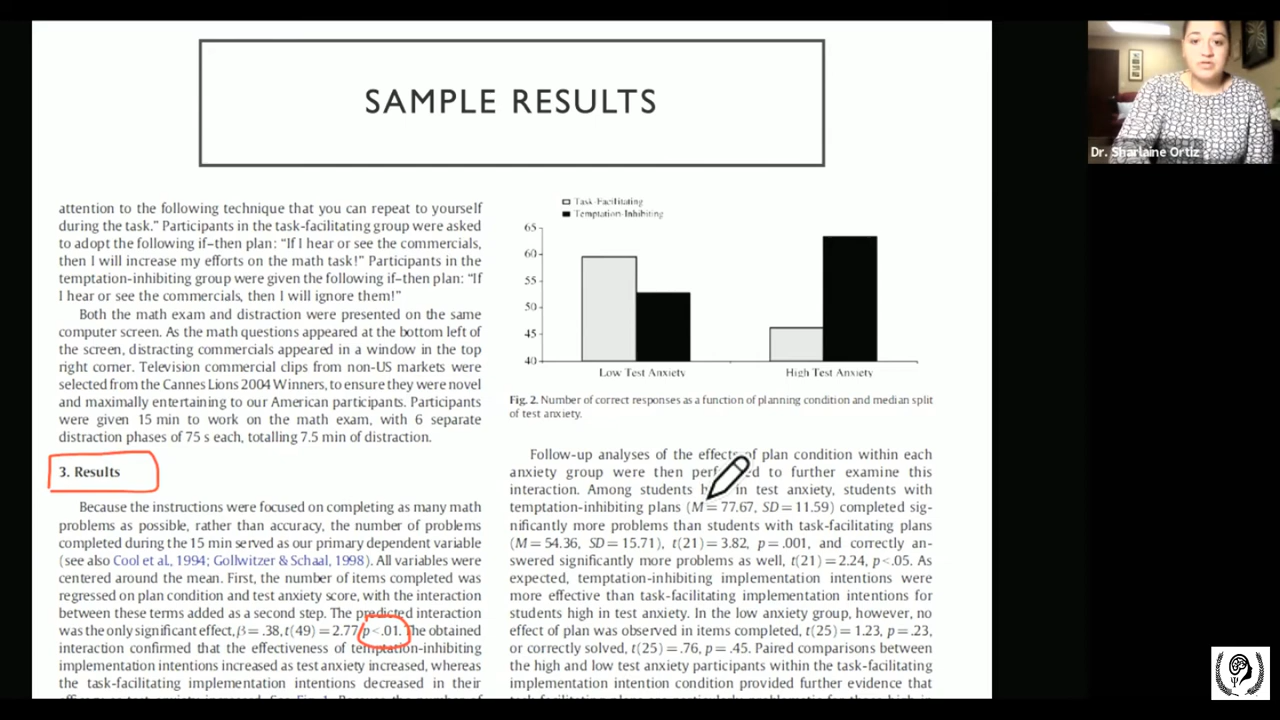 SAMPLE RESULTS
attention to the following technique that you can repeat to yourself
during the task.” Participants in the task-facilitating group were asked
to adopt the following if–then plan: “If I hear or see the commercials,
then I will increase my efforts on the math task!” Participants in the
temptation-inhibiting group were given the following if–then plan: “If
I hear or see the commercials, then I will ignore them!”
Both the math exam and distraction were presented on the same
computer screen. As the math questions appeared at the bottom left of
the screen, distracting commercials appeared in a window in the top
right corner. Television commercial clips from non-US markets were
selected from the Cannes Lions 2004 Winners, to ensure they were novel
and maximally entertaining to our American participants. Participants
were given 15 min to work on the math exam, with 6 separate
distraction phases of 75 s each, totalling 7.5 min of distraction.
3. Results
Because the instructions were focused on completing as many math
problems as possible, rather than accuracy, the number of problems
completed during the 15 min served as our primary dependent variable
(see also Cool et al., 1994; Gollwitzer & Schaal, 1998). All variables were
centered around the mean. First, the number of items completed was
regressed on plan condition and test anxiety score, with the interaction
between these terms added as a second step. The predicted interaction
was the only significant effect, β = .38, t(49) = 2.77 p < .01. The obtained
interaction confirmed that the effectiveness of temptation-inhibiting
implementation intentions increased as test anxiety increased, whereas
the task-facilitating implementation intentions decreased in their
Task-Facilitating
Temptation-Inhibiting
65
60
55
50
45
40
Low Test Anxiety High Test Anxiety
Fig. 2. Number of correct responses as a function of planning condition and median split
of test anxiety.
Follow-up analyses of the effects of plan condition within each
anxiety group were then to further examine this
interaction. Among students in test anxiety, students with
temptation-inhibiting plans (M = 77.67, SD = 11.59) completed sig-
nificantly more problems than students with task-facilitating plans
(M = 54.36, SD = 15.71), t(21) = 3.82, p = .001, and correctly an-
swered significantly more problems as well, t(21) = 2.24, p < .05. As
expected, temptation-inhibiting implementation intentions were
more effective than task-facilitating implementation intentions for
students high in test anxiety. In the low anxiety group, however, no
effect of plan was observed in items completed, t(25) = 1.23, p = .23,
or correctly solved, t(25) = .76, p = .45. Paired comparisons between
the high and low test anxiety participants within the task-facilitating
implementation intention condition provided further evidence that
Dr. Sharlaine Ortiz